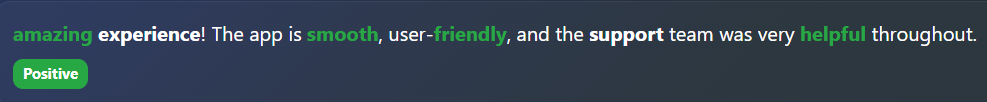 amazing experience! The app is smooth, user-friendly, and the support team was very helpful throughout.
Positive